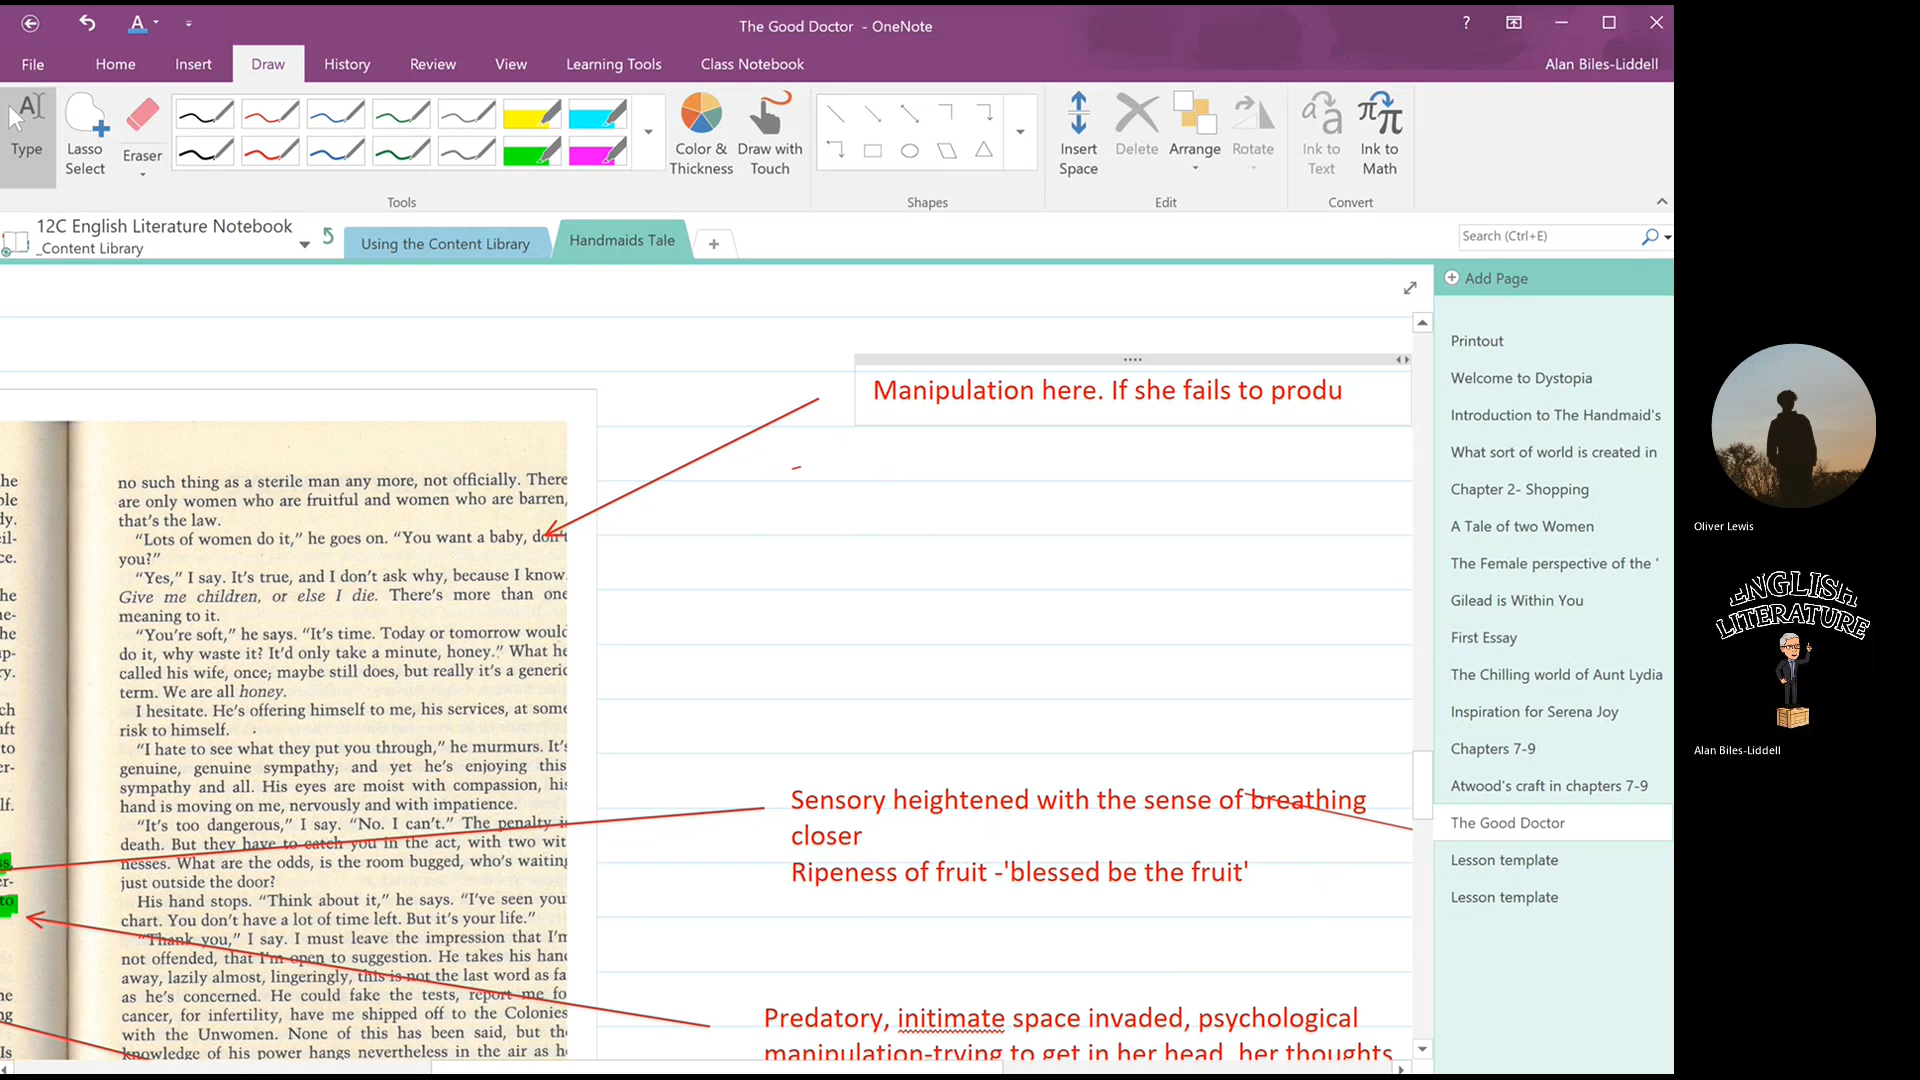 The Good Doctor - OneNote
?
A
File
Home
Insert
Draw
History
Review
View
Learning Tools
Class Notebook
Alan Biles-Liddell
Type
Lasso Select
Eraser
Color & Thickness
Draw with Touch
Insert Space
Delete
Arrange
Rotate
Ink to Text
Ink to Math
Tools
Shapes
Edit
Convert
12C English Literature Notebook
_Content Library
Using the Content Library
Handmaids Tale
Search (Ctrl+E)
Add Page
Printout
Welcome to Dystopia
Introduction to The Handmaid's
What sort of world is created in
Chapter 2- Shopping
A Tale of two Women
The Female perspective of the '
Gilead is Within You
First Essay
The Chilling world of Aunt Lydia
Inspiration for Serena Joy
Chapters 7-9
Atwood's craft in chapters 7-9
The Good Doctor
Lesson template
Lesson template
Manipulation here. If she fails to produ
no such thing as a sterile man any more, not officially. There
are only women who are fruitful and women who are barren,
that's the law.
"Lots of women do it," he goes on. "You want a baby, don't
you?"
"Yes," I say. It's true, and I don't ask why, because I know.
Give me children, or else I die. There's more than one
meaning to it.
"You're soft," he says. "It's time. Today or tomorrow would
do it, why waste it? It'd only take a minute, honey." What he
called his wife, once; maybe still does, but really it's a generic
term. We are all honey.
I hesitate. He's offering himself to me, his services, at some
risk to himself.
"I hate to see what they put you through," he murmurs. It's
genuine, genuine sympathy; and yet he's enjoying this,
sympathy and all. His eyes are moist with compassion, his
hand is moving on me, nervously and with impatience.
"It's too dangerous," I say. "No. I can't." The penalty i
death. But they have to catch you in the act, with two wit
nesses. What are the odds, is the room bugged, who's waiting
just outside the door?
His hand stops. "Think about it," he says. "I've seen you
chart. You don't have a lot of time left. But it's your life."
"Thank you," I say. I must leave the impression that I'm
not offended, that I'm open to suggestion. He takes his hand
away, lazily almost, lingeringly, this is not the last word as fa
as he's concerned. He could fake the tests, report me fo
cancer, for infertility, have me shipped off to the Colonies
with the Unwomen. None of this has been said, but the
knowledge of his power hangs nevertheless in the air as he
Sensory heightened with the sense of breathing
closer
Ripeness of fruit -'blessed be the fruit'
Predatory, initimate space invaded, psychological
manipulation-trying to get in her head, her thoughts
Oliver Lewis
ENGLISH
LITERATURE
Alan Biles-Liddell